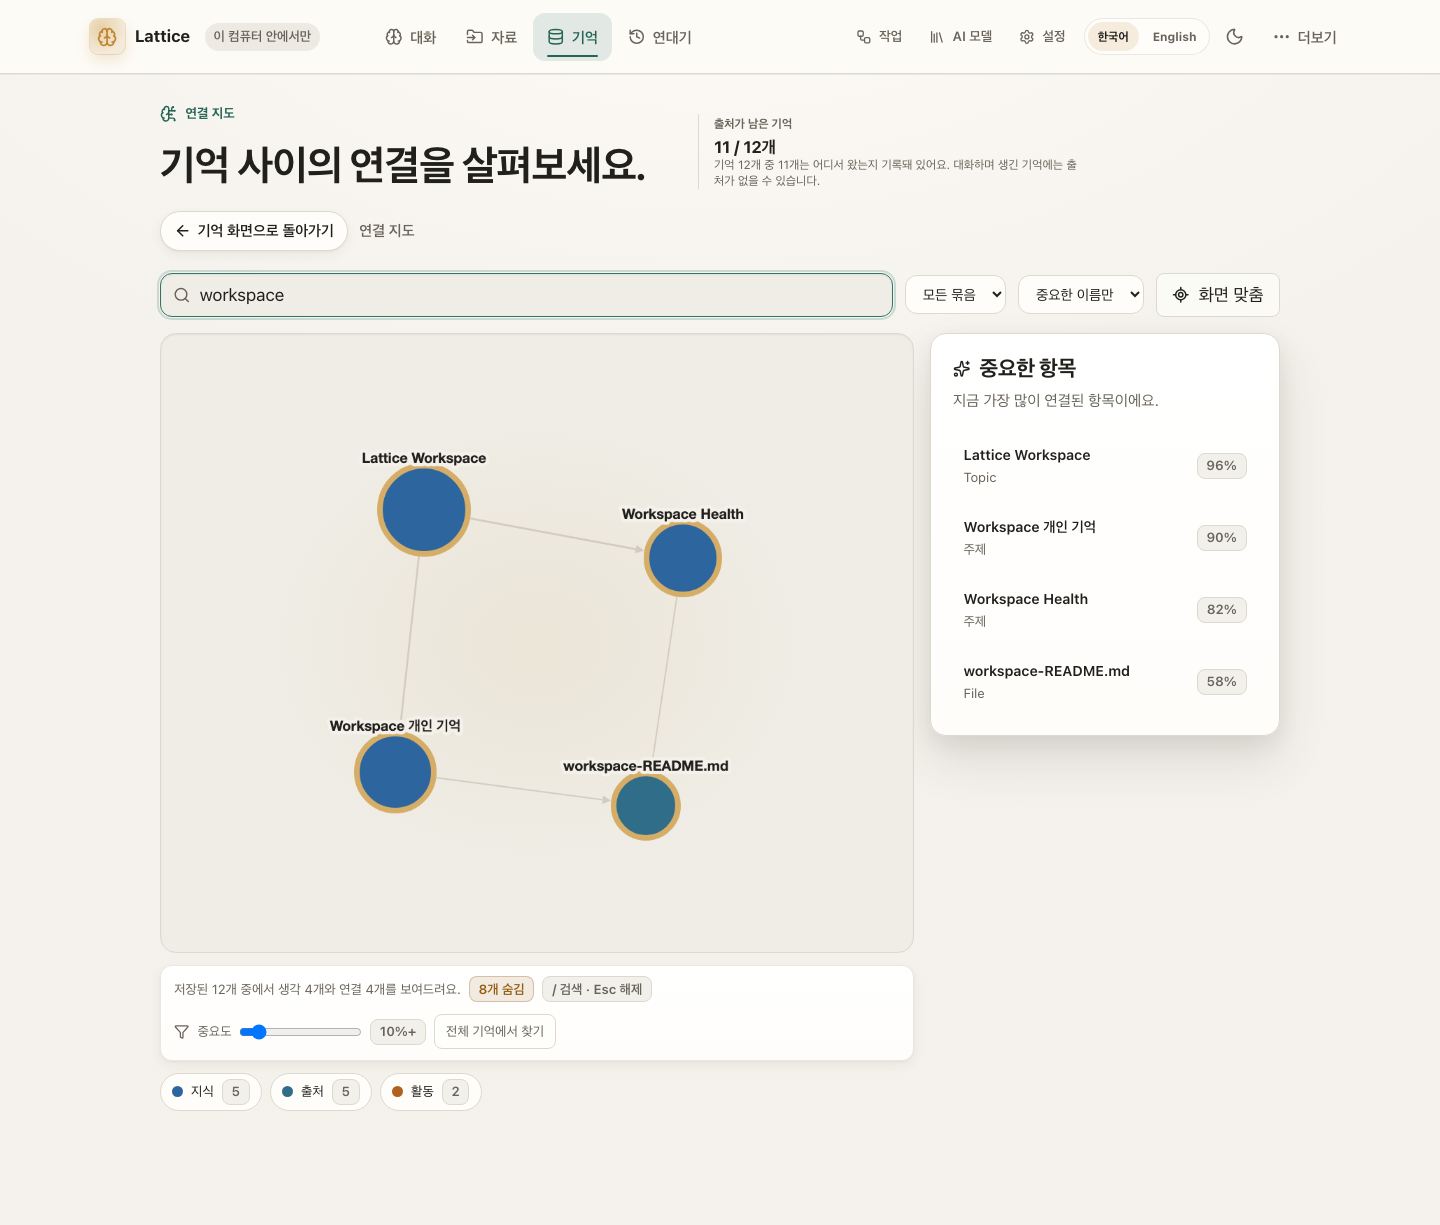 Lattice
이 컴퓨터 안에서만
대화
자료
기억
연대기
작업
AI 모델
설정
한국어
English
더보기
연결 지도
기억 사이의 연결을 살펴보세요.
출처가 남은 기억
11 / 12개
기억 12개 중 11개는 어디서 왔는지 기록돼 있어요. 대화하며 생긴 기억에는 출
처가 없을 수 있습니다.
기억 화면으로 돌아가기
연결 지도
workspace
모든 묶음
중요한 이름만
화면 맞춤
Lattice Workspace
Workspace Health
Workspace 개인 기억
workspace-README.md
중요한 항목
지금 가장 많이 연결된 항목이에요.
Lattice Workspace
Topic
96%
Workspace 개인 기억
주제
90%
Workspace Health
주제
82%
workspace-README.md
File
58%
저장된 12개 중에서 생각 4개와 연결 4개를 보여드려요.
8개 숨김
/ 검색 · Esc 해제
중요도
10%+
전체 기억에서 찾기
지식 5
출처 5
활동 2